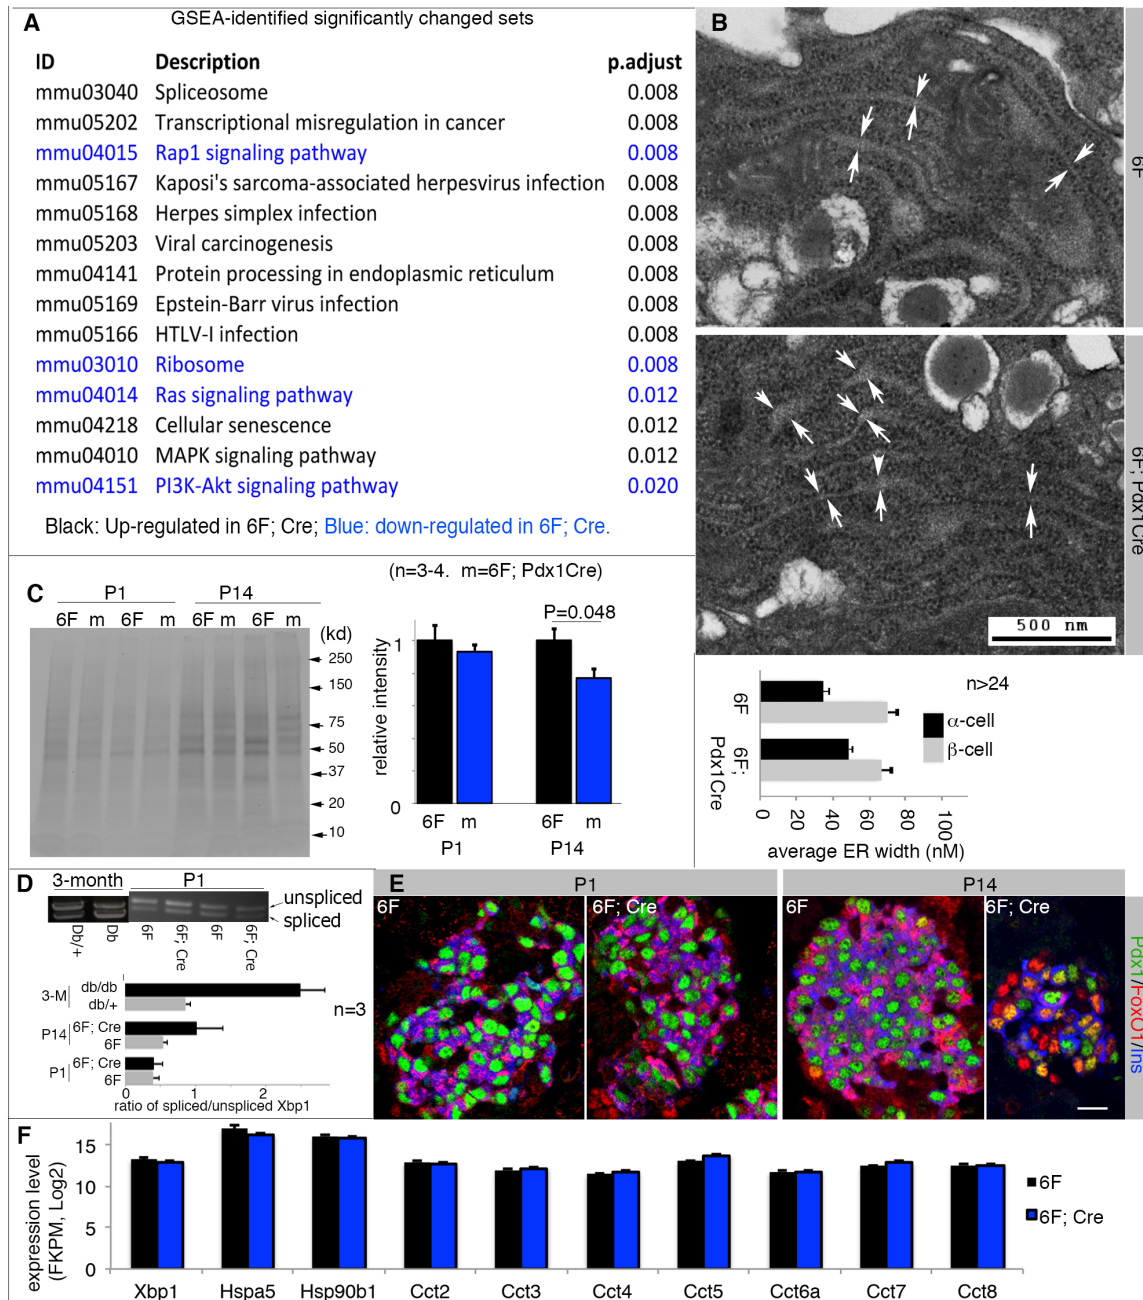 A
GSEA-identified significantly changed sets
ID Description p.adjust
mmu03040 Spliceosome 0.008
mmu05202 Transcriptional misregulation in cancer 0.008
mmu04015 Rap1 signaling pathway 0.008
mmu05167 Kaposi's sarcoma-associated herpesvirus infection 0.008
mmu05168 Herpes simplex infection 0.008
mmu05203 Viral carcinogenesis 0.008
mmu04141 Protein processing in endoplasmic reticulum 0.008
mmu05169 Epstein-Barr virus infection 0.008
mmu05166 HTLV-I infection 0.008
mmu03010 Ribosome 0.008
mmu04014 Ras signaling pathway 0.012
mmu04218 Cellular senescence 0.012
mmu04010 MAPK signaling pathway 0.012
mmu04151 PI3K-Akt signaling pathway 0.020
Black: Up-regulated in 6F; Cre; Blue: down-regulated in 6F; Cre.
B
6F
6F; Pdx1Cre
500 nm
n>24
α-cell
β-cell
6F
6F;
Pdx1Cre
0 20 40 60 80 100
average ER width (nM)
C
P1 P14
6F m 6F m 6F m 6F m
(kd)
250
150
75
50
37
20
10
(n=3-4. m=6F; Pdx1Cre)
P=0.048
relative intensity
1
0
6F m 6F m
P1 P14
D
3-month P1
unspliced
spliced
Db/+ Db 6F 6F; Cre 6F 6F; Cre
3-M db/db
db/+
P14 6F; Cre
6F
P1 6F; Cre
6F
n=3
0 1 2
ratio of spliced/unspliced Xbp1
E
P1 P14
6F 6F; Cre 6F 6F; Cre
Pdx1/FoxO1/Ins
F
expression level
(FKPM, Log2)
15
10
5
0
6F
6F; Cre
Xbp1 Hspa5 Hsp90b1 Cct2 Cct3 Cct4 Cct5 Cct6a Cct7 Cct8